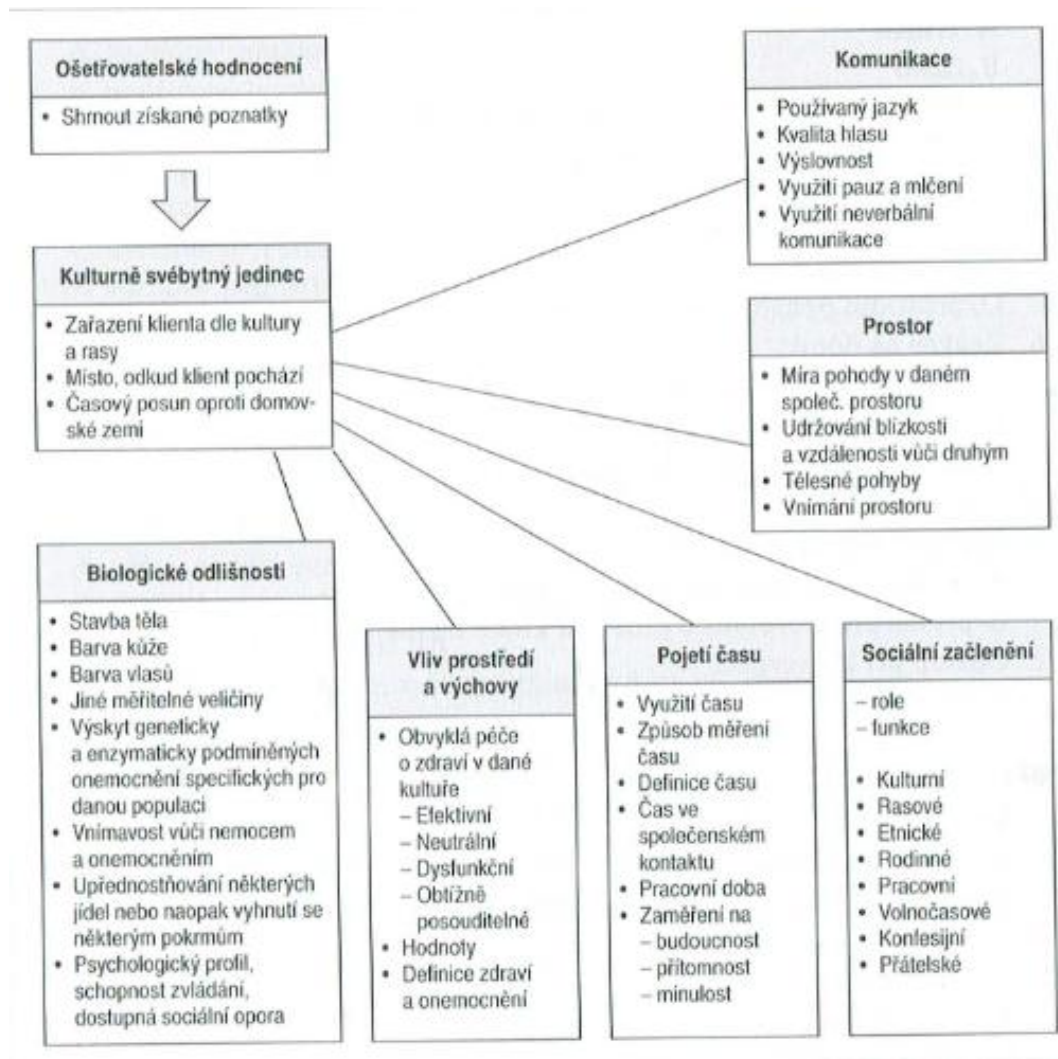 Ošetřovatelské hodnocení
• Shrnout získané poznatky
Kulturně svébytný jedinec
• Zařazení klienta dle kultury
a rasy
• Místo, odkud klient pochází
• Časový posun oproti domov-
ské zemi
Komunikace
• Používaný jazyk
• Kvalita hlasu
• Výslovnost
• Využití pauz a mlčení
• Využití neverbální
komunikace
Prostor
• Míra pohody v daném
společ. prostoru
• Udržování blízkosti
a vzdálenosti vůči druhým
• Tělesné pohyby
• Vnímání prostoru
Biologické odlišnosti
• Stavba těla
• Barva kůže
• Barva vlasů
• Jiné měřitelné veličiny
• Výskyt geneticky
a enzymaticky podmíněných
onemocnění specifických pro
danou populaci
• Vnímavost vůči nemocem
a onemocněním
• Upřednostňování některých
jídel nebo naopak vyhnutí se
některým pokrmům
• Psychologický profil,
schopnost zvládání,
dostupná sociální opora
Vliv prostředí
a výchovy
• Obvyklá péče
o zdraví v dané
kultuře
– Efektivní
– Neutrální
– Dysfunkční
– Obtížně
posouditelné
• Hodnoty
• Definice zdraví
a onemocnění
Pojetí času
• Využití času
• Způsob měření
času
• Definice času
• Čas ve
společenském
kontaktu
• Pracovní doba
• Zaměření na
– budoucnost
– přítomnost
– minulost
Sociální začlenění
– role
– funkce
• Kulturní
• Rasové
• Etnické
• Rodinné
• Pracovní
• Volnočasové
• Konfesijní
• Přátelské